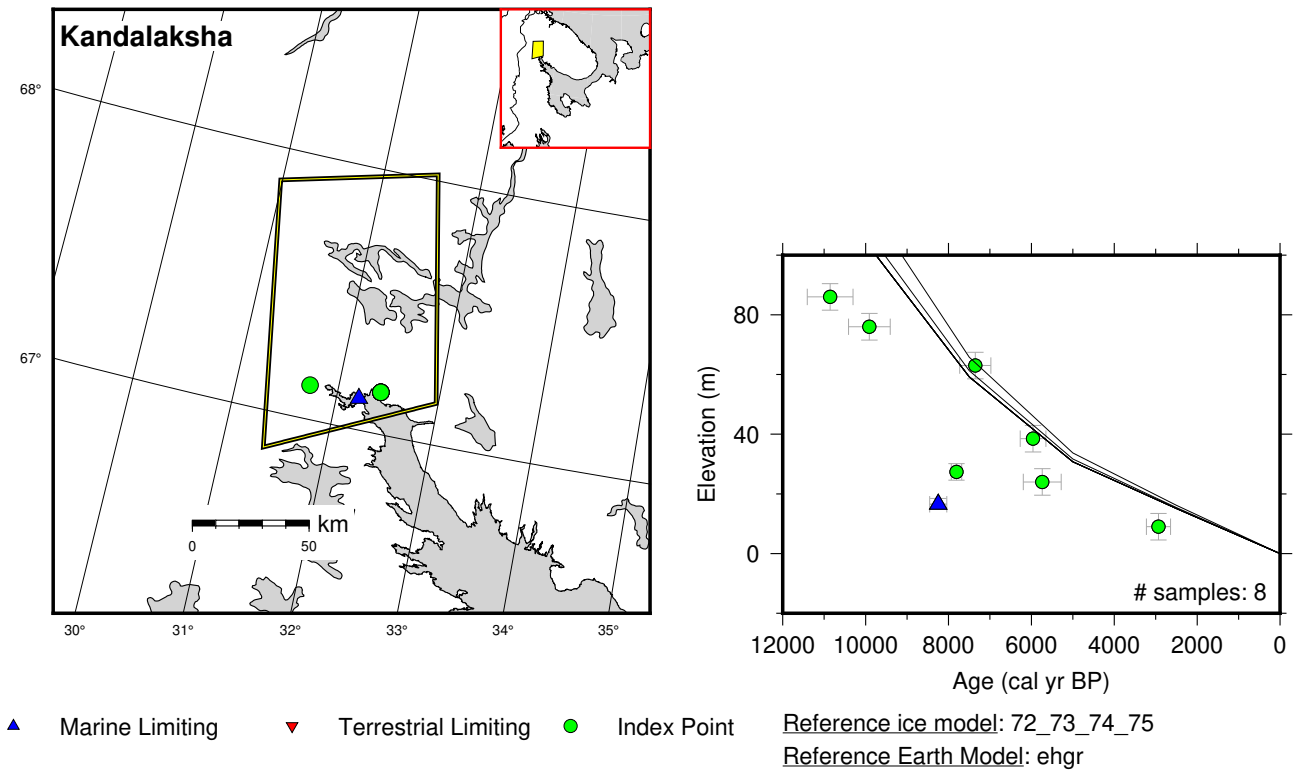 Kandalaksha
68°
67°
km
0 50
30° 31° 32° 33° 34° 35°
Elevation (m)
80
40
0
# samples: 8
12000 10000 8000 6000 4000 2000 0
Age (cal yr BP)
Marine Limiting Terrestrial Limiting Index Point
Reference ice model: 72_73_74_75
Reference Earth Model: ehgr